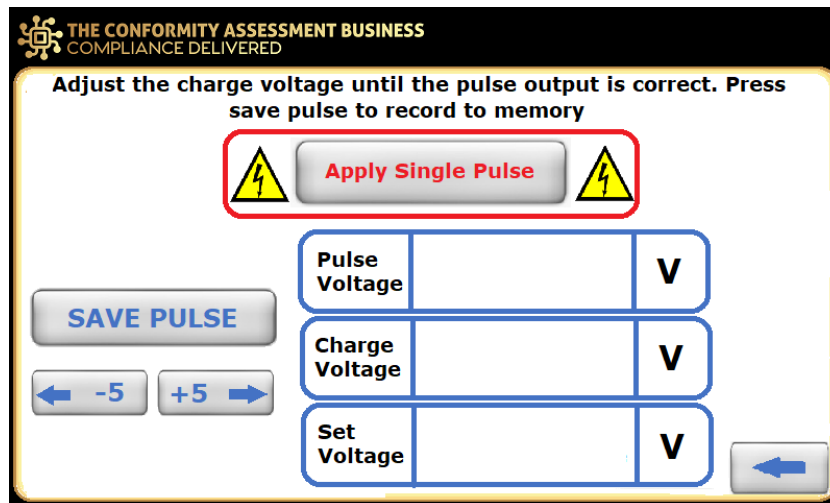 THE CONFORMITY ASSESSMENT BUSINESS
COMPLIANCE DELIVERED
Adjust the charge voltage until the pulse output is correct. Press
save pulse to record to memory
Apply Single Pulse
Pulse
Voltage
V
SAVE PULSE
Charge
Voltage
V
-5
+5
Set
Voltage
V